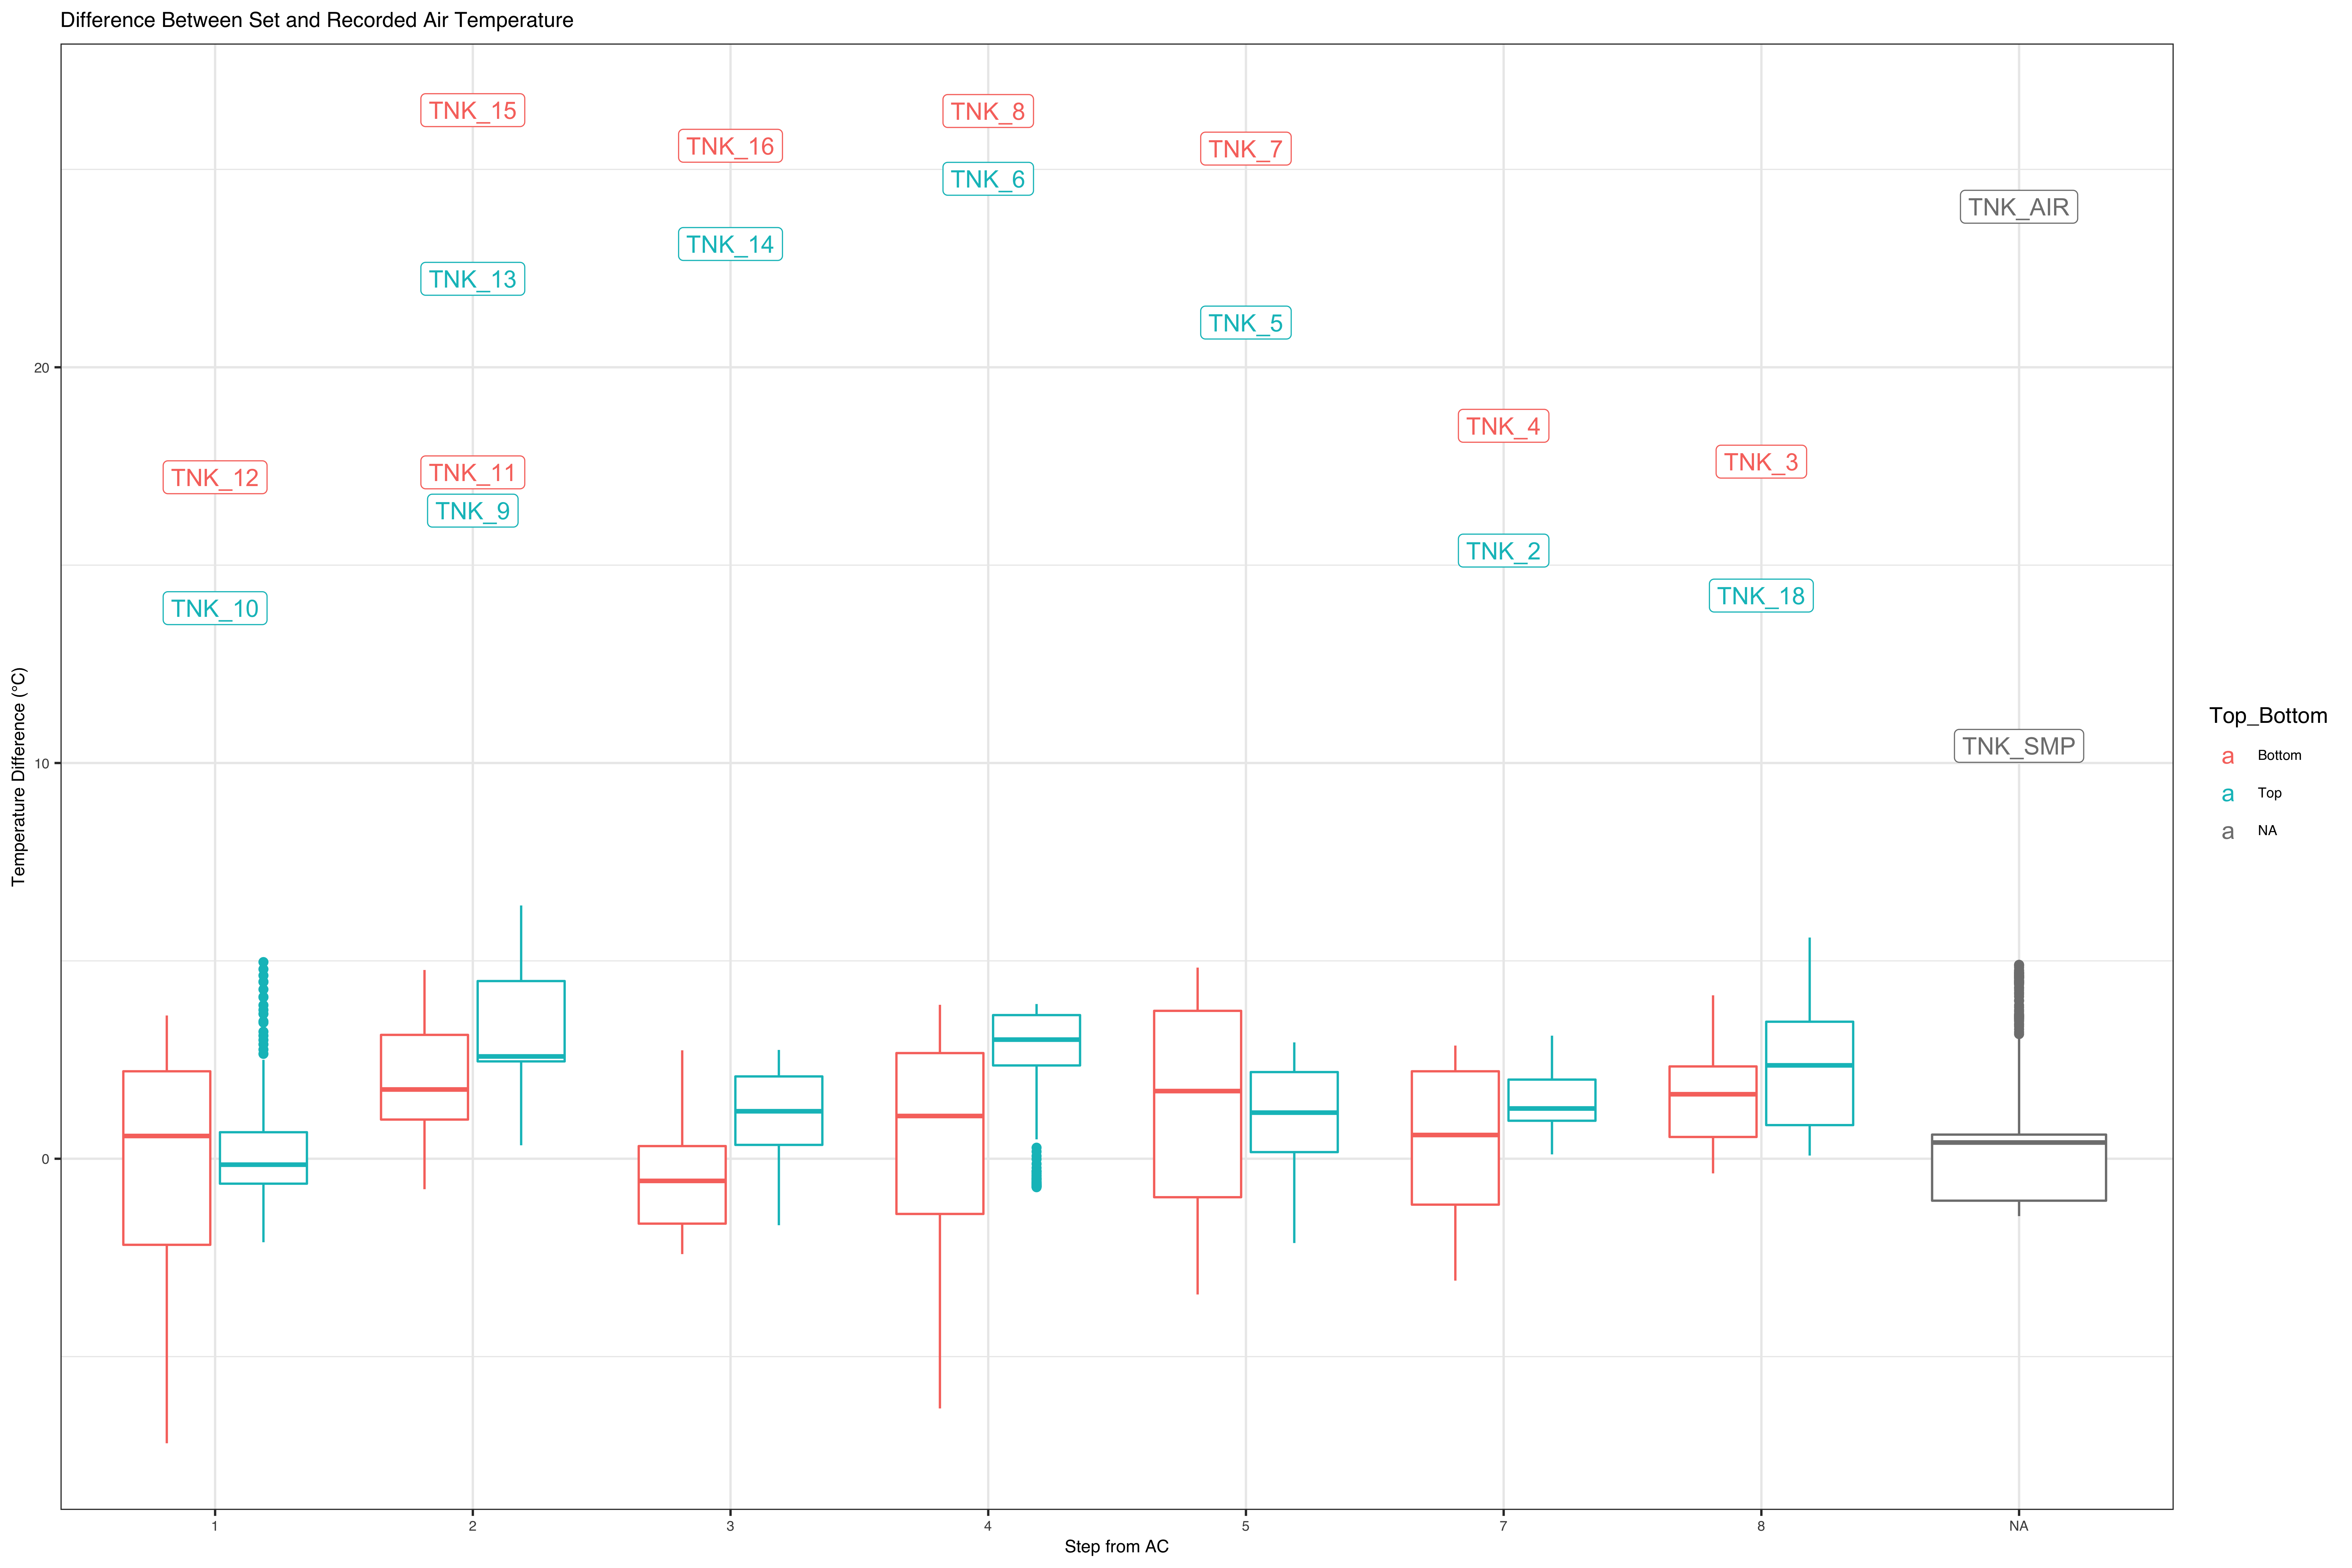 Difference Between Set and Recorded Air Temperature
TNK_15
TNK_8
TNK_16
TNK_7
TNK_6
TNK_AIR
TNK_14
TNK_13
TNK_5
20
TNK_4
TNK_3
TNK_11
TNK_12
TNK_9
TNK_2
TNK_18
TNK_10
TNK_SMP
10
Temperature Difference (°C)
0
Top_Bottom
a Bottom
a Top
a NA
1 2 3 4 5 7 8 NA
Step from AC